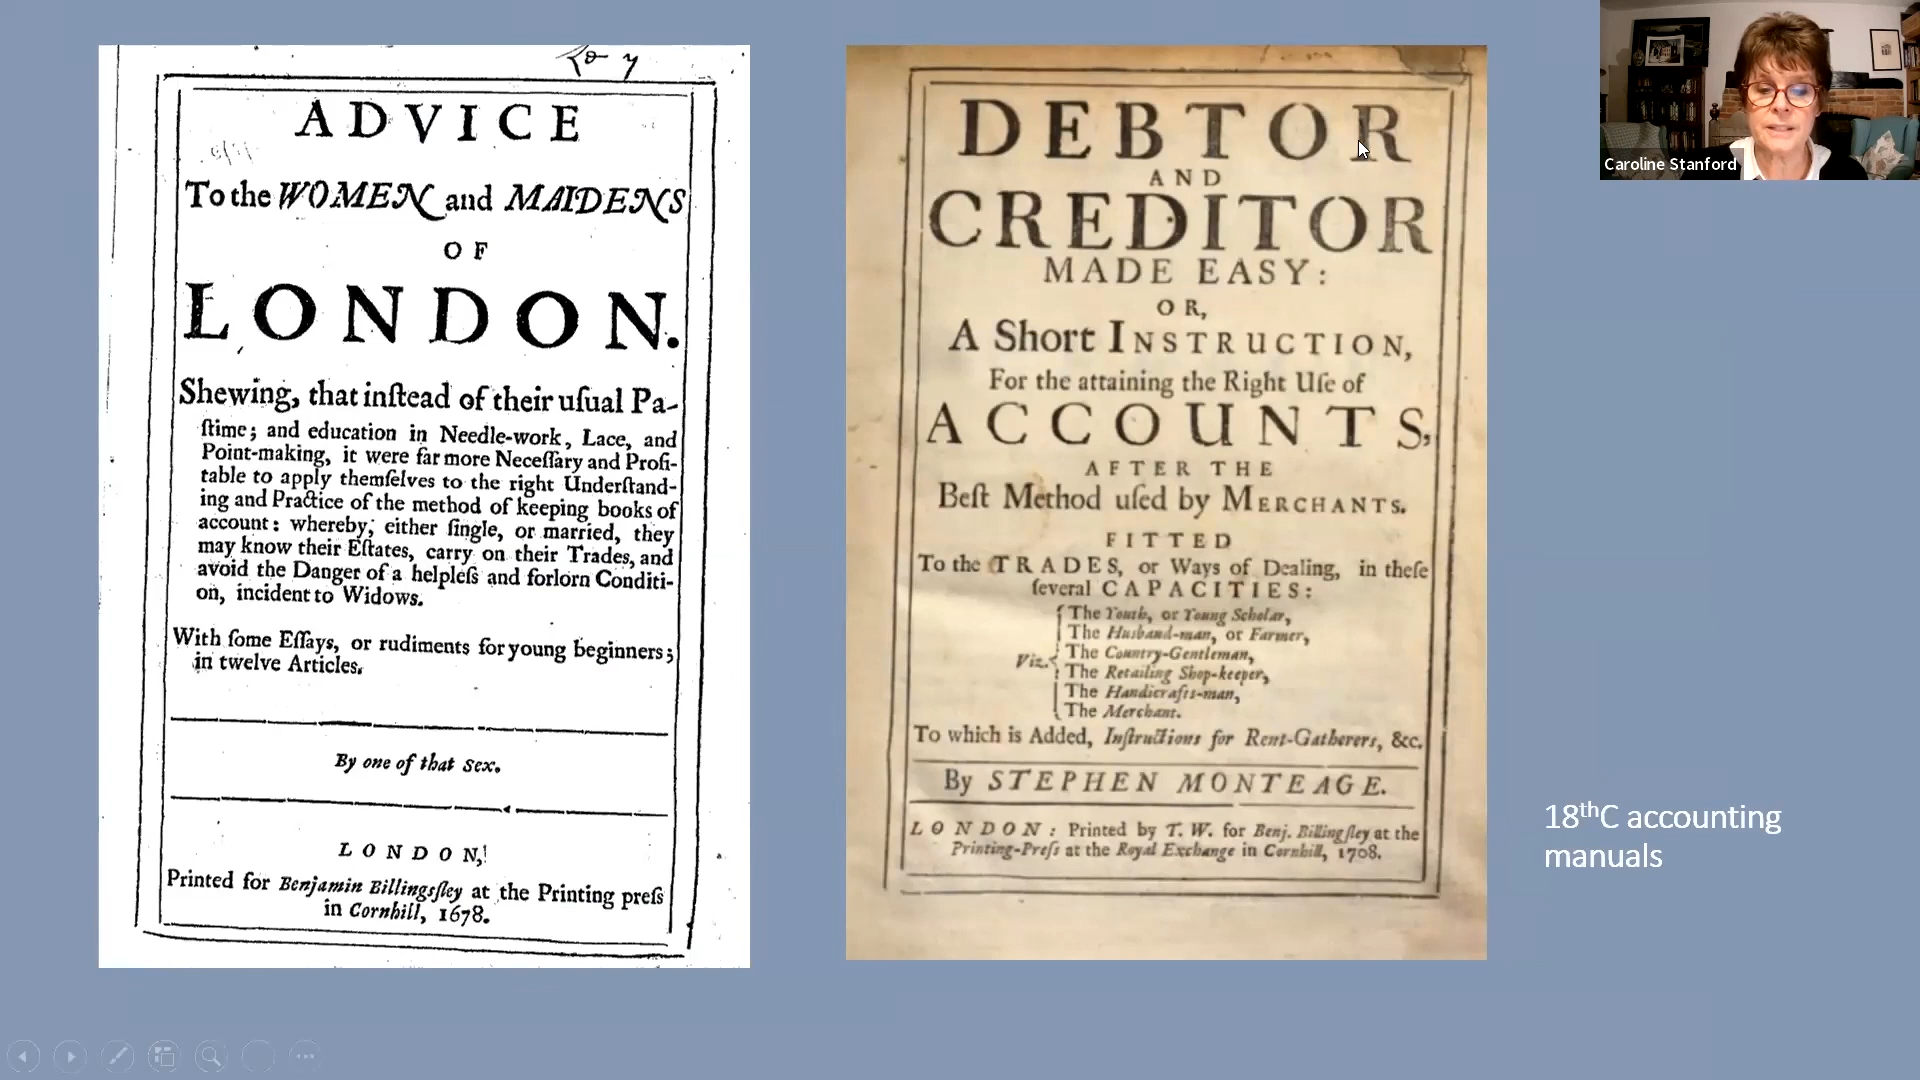 ADVICE
To the WOMEN and MAIDENS
OF
LONDON.
Shewing, that inſtead of their uſual Pa-
ſtime; and education in Needle-work, Lace, and
Point-making, it were far more Neceſſary and Profi-
table to apply themſelves to the right Underſtand-
ing and Practice of the method of keeping books of
account: whereby, either ſingle, or married, they
may know their Eſtates, carry on their Trades, and
avoid the Danger of a helpleſs and forlorn Conditi-
on, incident to Widows.
With ſome Eſſays, or rudiments for young beginners;
in twelve Articles.
By one of that Sex.
LONDON,
Printed for Benjamin Billingsſley at the Printing preſs
in Cornhill, 1678.
DEBTOR
AND
CREDITOR
MADE EASY:
OR,
A Short INSTRUCTION,
For the attaining the Right Uſe of
ACCOUNTS,
AFTER THE
Beſt Method uſed by MERCHANTS.
FITTED
To the TRADES, or Ways of Dealing, in theſe
ſeveral CAPACITIES:
The Youth, or Young Scholar,
The Husband-man, or Farmer,
Viz. The Country-Gentleman,
The Retailing Shop-keeper,
The Handicrafts-man,
The Merchant.
To which is Added, Inſtructions for Rent-Gatherers, &c.
By STEPHEN MONTEAGE.
LONDON: Printed by T. W. for Benj. Billingſley at the
Printing-Preſs at the Royal Exchange in Cornhill, 1708.
18thC accounting
manuals
Caroline Stanford